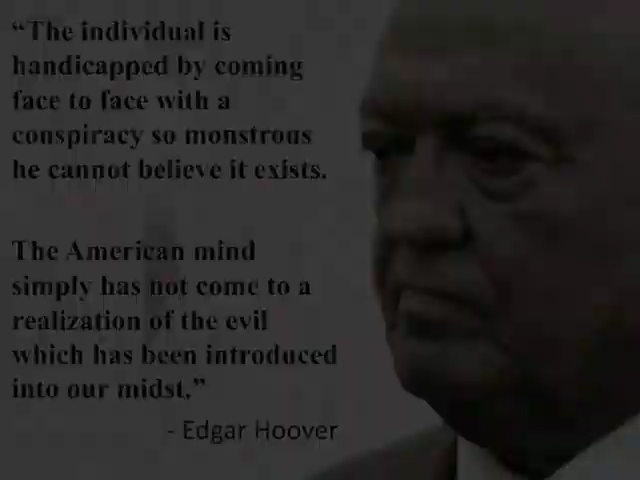 “The individual is
handicapped by coming
face to face with a
conspiracy so monstrous
he cannot believe it exists.
The American mind
simply has not come to a
realization of the evil
which has been introduced
into our midst.”
- Edgar Hoover